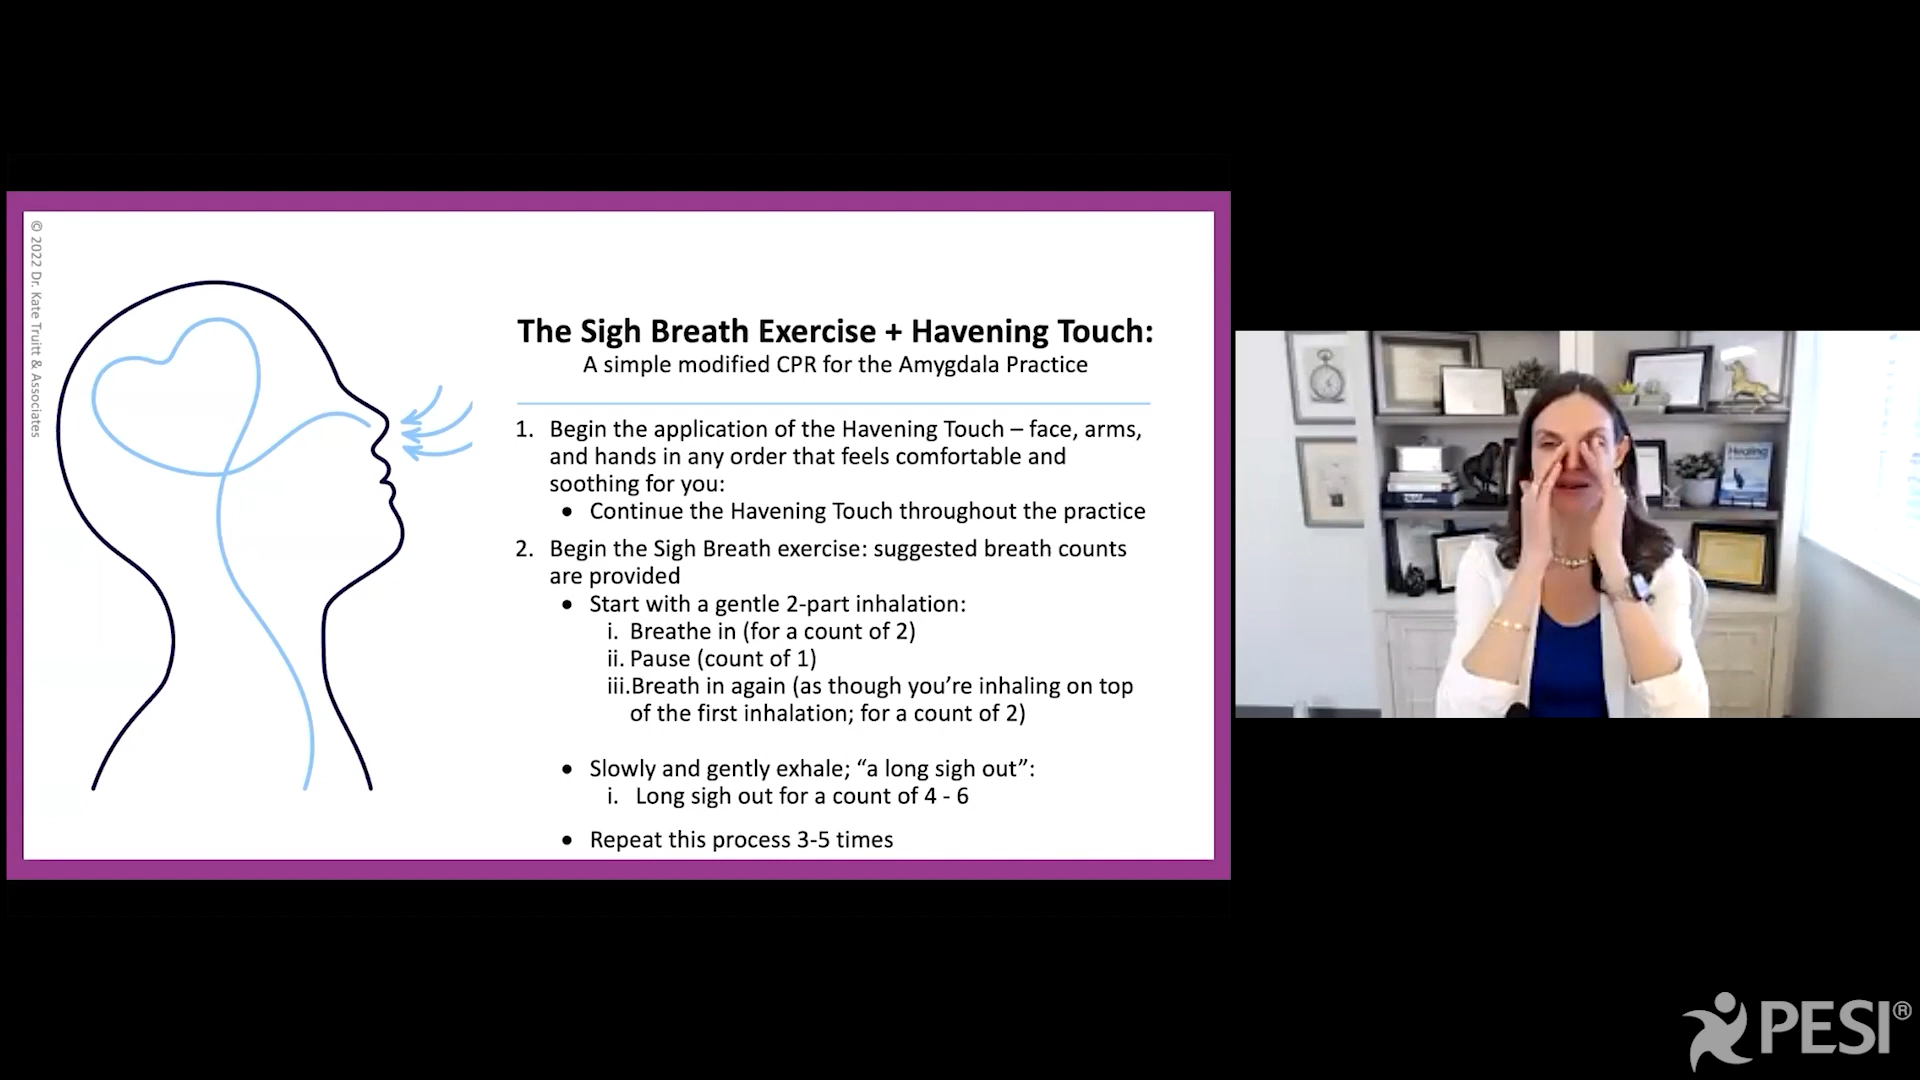 © 2022 Dr. Kate Truitt & Associates
The Sigh Breath Exercise + Havening Touch:
A simple modified CPR for the Amygdala Practice
1. Begin the application of the Havening Touch – face, arms,
and hands in any order that feels comfortable and
soothing for you:
• Continue the Havening Touch throughout the practice
2. Begin the Sigh Breath exercise: suggested breath counts
are provided
• Start with a gentle 2-part inhalation:
i. Breathe in (for a count of 2)
ii. Pause (count of 1)
iii.Breath in again (as though you’re inhaling on top
of the first inhalation; for a count of 2)
• Slowly and gently exhale; “a long sigh out”:
i. Long sigh out for a count of 4 - 6
• Repeat this process 3-5 times
Healing
PESI®